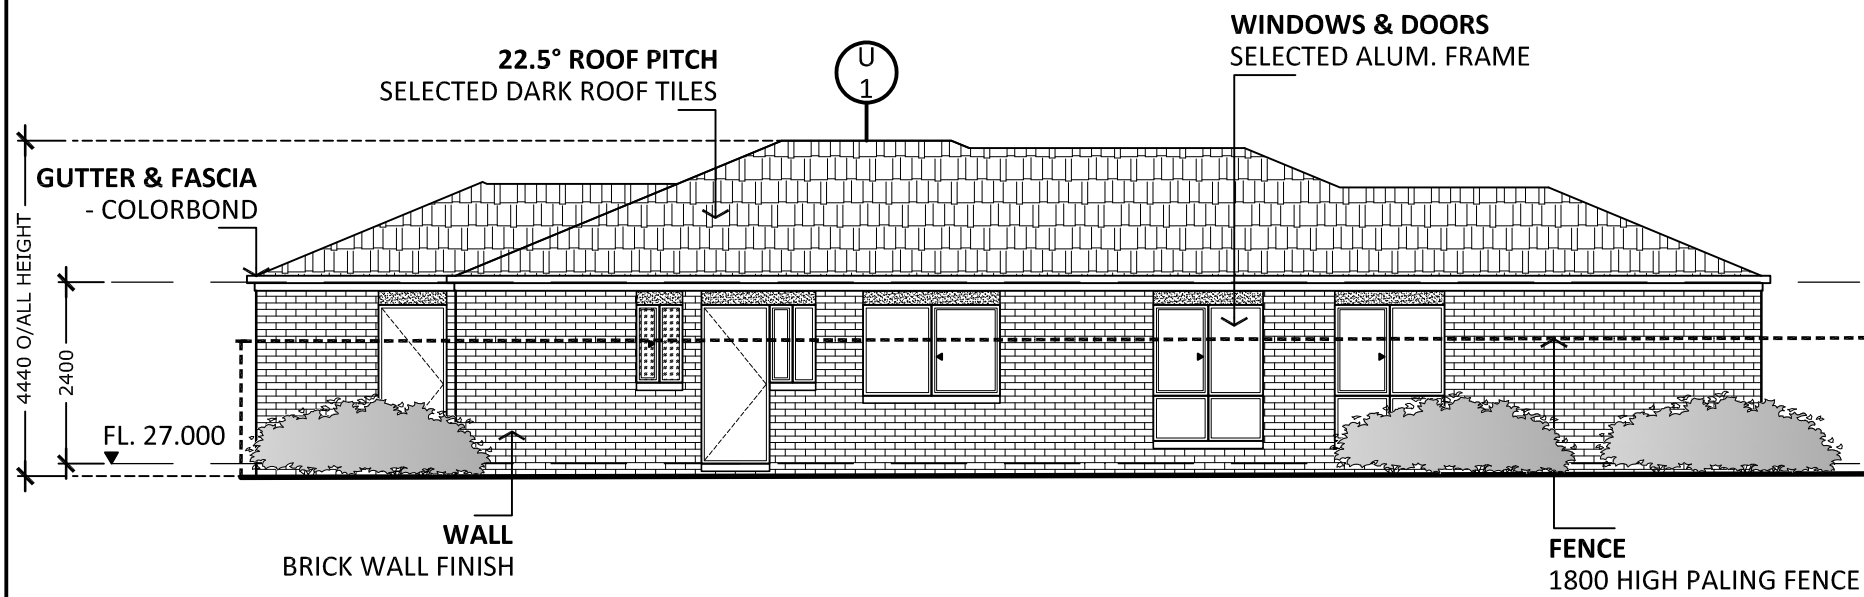 WINDOWS & DOORS
SELECTED ALUM. FRAME
22.5° ROOF PITCH
SELECTED DARK ROOF TILES
U
1
GUTTER & FASCIA
- COLORBOND
4440 O/ALL HEIGHT
2400
FL. 27.000
WALL
BRICK WALL FINISH
FENCE
1800 HIGH PALING FENCE